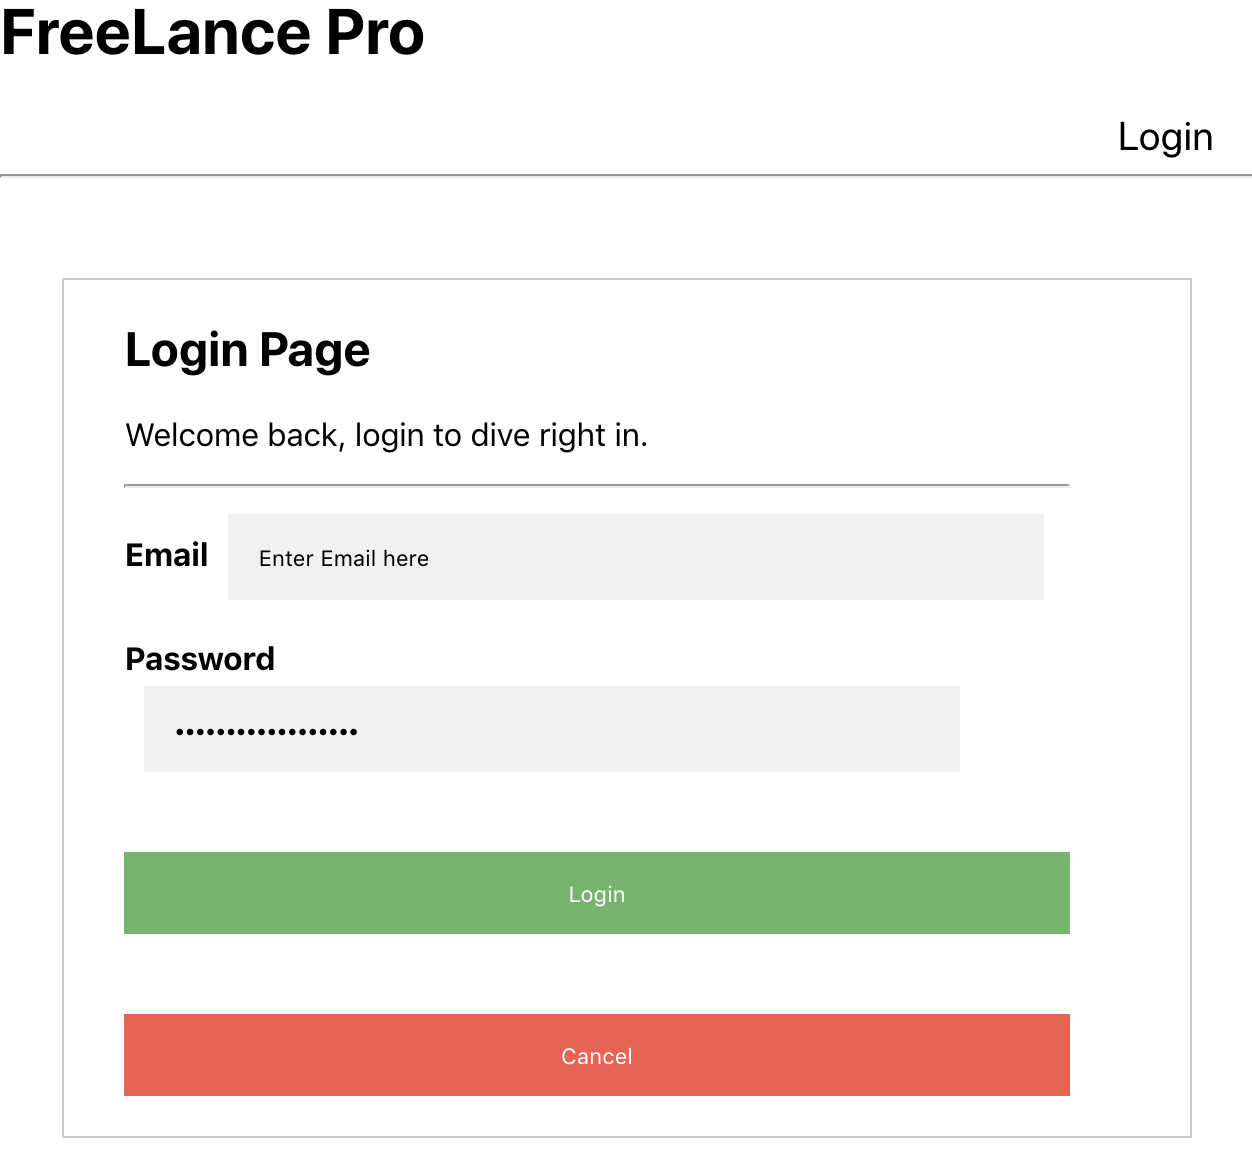 FreeLance Pro
Login
Login Page
Welcome back, login to dive right in.
Email
Enter Email here
Password
••••••••••••••••••
Login
Cancel